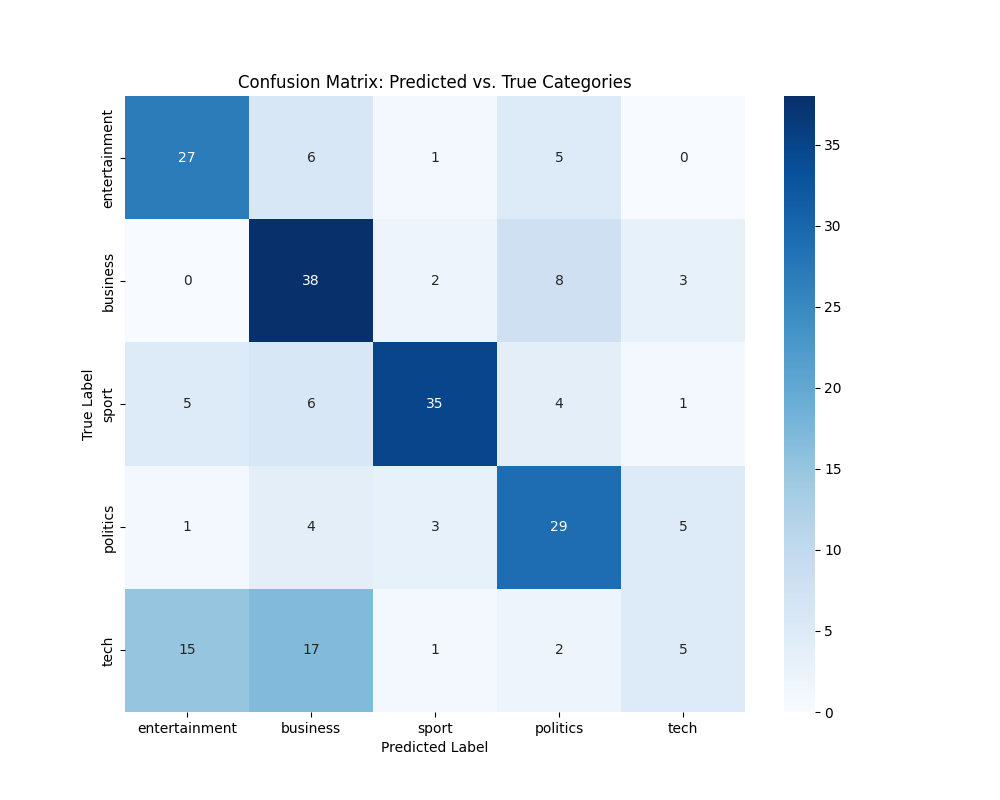 Confusion Matrix: Predicted vs. True Categories
True Label
entertainment 27 6 1 5 0
business 0 38 2 8 3
sport 5 6 35 4 1
politics 1 4 3 29 5
tech 15 17 1 2 5
entertainment business sport politics tech
Predicted Label
35
30
25
20
15
10
5
0